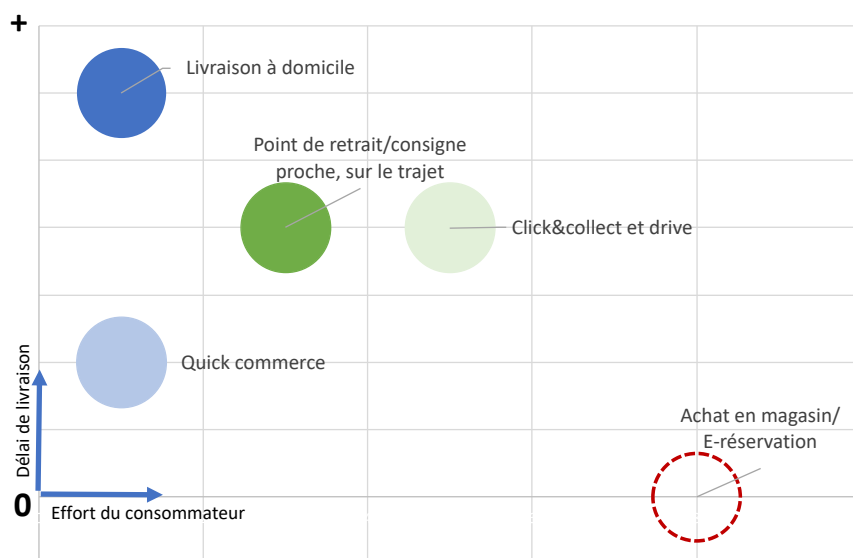 +
Livraison à domicile
Point de retrait/consigne
proche, sur le trajet
Click&collect et drive
Quick commerce
Délai de livraison
Achat en magasin/
E-réservation
0
Effort du consommateur